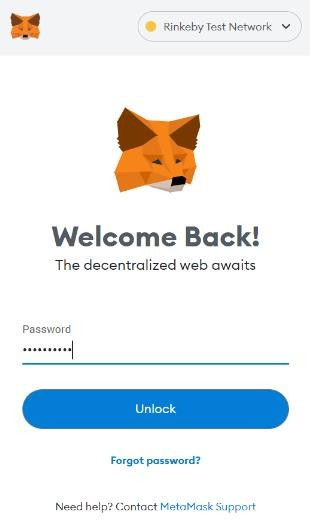 Rinkeby Test Network
Welcome Back!
The decentralized web awaits
Password
••••••••••
Unlock
Forgot password?
Need help? Contact MetaMask Support